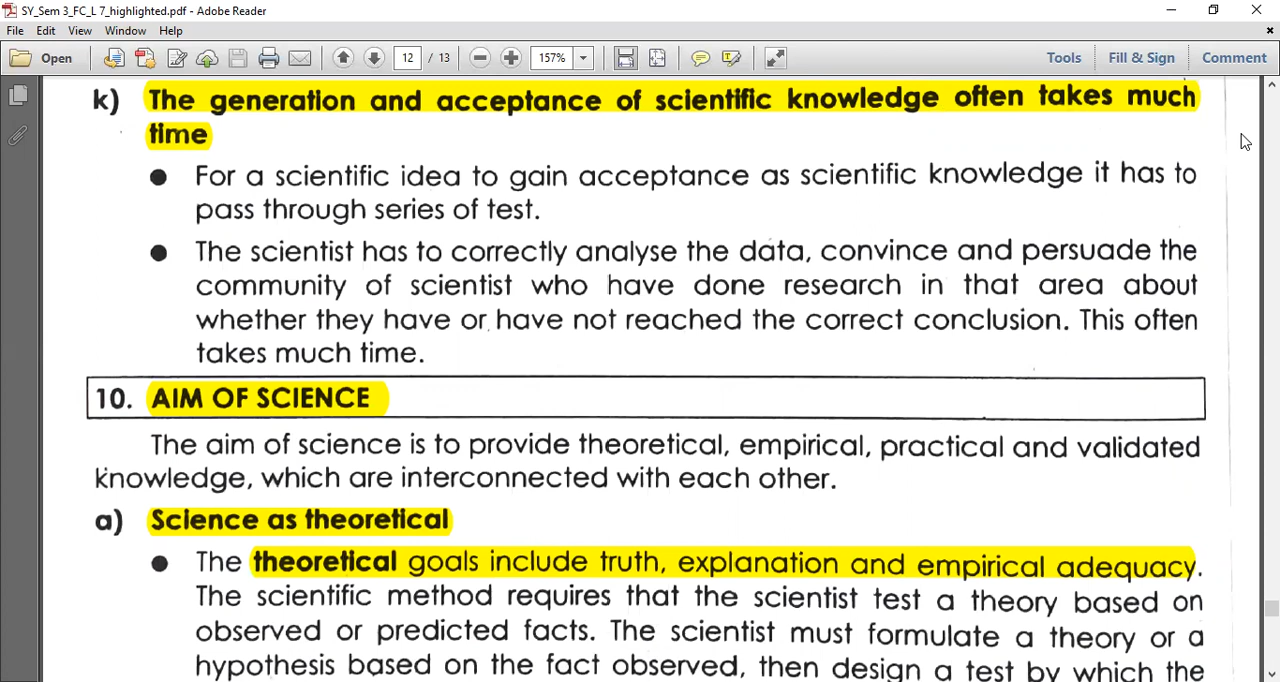 SY_Sem 3_FC_L 7_highlighted.pdf - Adobe Reader
File Edit View Window Help
Open 12 / 13 157% Tools Fill & Sign Comment
k) The generation and acceptance of scientific knowledge often takes much
time
● For a scientific idea to gain acceptance as scientific knowledge it has to
pass through series of test.
● The scientist has to correctly analyse the data, convince and persuade the
community of scientist who have done research in that area about
whether they have or have not reached the correct conclusion. This often
takes much time.
10. AIM OF SCIENCE
The aim of science is to provide theoretical, empirical, practical and validated
knowledge, which are interconnected with each other.
a) Science as theoretical
● The theoretical goals include truth, explanation and empirical adequacy.
The scientific method requires that the scientist test a theory based on
observed or predicted facts. The scientist must formulate a theory or a
hypothesis based on the fact observed, then design a test by which the